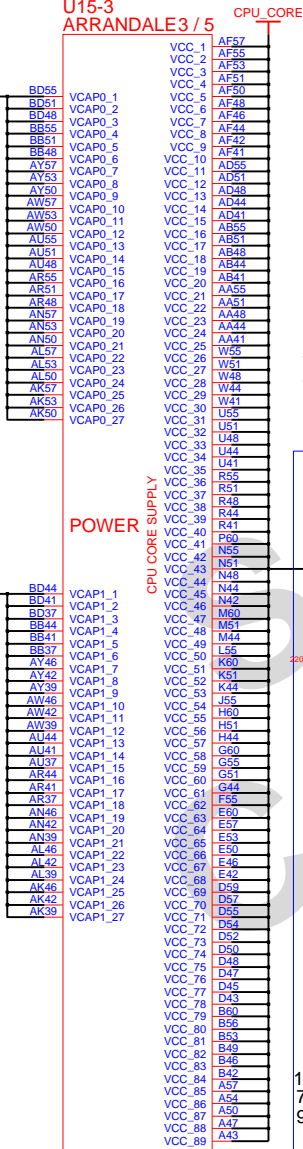 U15-3
ARRANDALE3 / 5
CPU_CORE
BD55 VCAP0_1
BD51 VCAP0_2
BD48 VCAP0_3
BB55 VCAP0_4
BB51 VCAP0_5
BB48 VCAP0_6
AY57 VCAP0_7
AY53 VCAP0_8
AY50 VCAP0_9
AW57 VCAP0_10
AW53 VCAP0_11
AW50 VCAP0_12
AU55 VCAP0_13
AU51 VCAP0_14
AU48 VCAP0_15
AR55 VCAP0_16
AR51 VCAP0_17
AR48 VCAP0_18
AN57 VCAP0_19
AN53 VCAP0_20
AN50 VCAP0_21
AL57 VCAP0_22
AL53 VCAP0_23
AL50 VCAP0_24
AK57 VCAP0_25
AK53 VCAP0_26
AK50 VCAP0_27
POWER
CPU CORE SUPPLY
BD44 VCAP1_1
BD41 VCAP1_2
BD37 VCAP1_3
BB44 VCAP1_4
BB41 VCAP1_5
BB37 VCAP1_6
AY46 VCAP1_7
AY42 VCAP1_8
AY39 VCAP1_9
AW46 VCAP1_10
AW42 VCAP1_11
AW39 VCAP1_12
AU44 VCAP1_13
AU41 VCAP1_14
AU37 VCAP1_15
AR44 VCAP1_16
AR41 VCAP1_17
AR37 VCAP1_18
AN46 VCAP1_19
AN42 VCAP1_20
AN39 VCAP1_21
AL46 VCAP1_22
AL42 VCAP1_23
AL39 VCAP1_24
AK46 VCAP1_25
AK42 VCAP1_26
AK39 VCAP1_27
VCC_1 AF57
VCC_2 AF55
VCC_3 AF53
VCC_4 AF51
VCC_5 AF50
VCC_6 AF48
VCC_7 AF46
VCC_8 AF44
VCC_9 AF42
VCC_10 AF41
VCC_11 AD55
VCC_12 AD51
VCC_13 AD48
VCC_14 AD44
VCC_15 AD41
VCC_16 AB55
VCC_17 AB51
VCC_18 AB48
VCC_19 AB44
VCC_20 AB41
VCC_21 AA55
VCC_22 AA51
VCC_23 AA48
VCC_24 AA44
VCC_25 AA41
VCC_26 W55
VCC_27 W51
VCC_28 W48
VCC_29 W44
VCC_30 W41
VCC_31 U55
VCC_32 U51
VCC_33 U48
VCC_34 U44
VCC_35 U41
VCC_36 R55
VCC_37 R51
VCC_38 R48
VCC_39 R44
VCC_40 R41
VCC_41 P60
VCC_42 N55
VCC_43 N51
VCC_44 N48
VCC_45 N44
VCC_46 N42
VCC_47 M60
VCC_48 M51
VCC_49 M44
VCC_50 L55
VCC_51 K60
VCC_52 K51
VCC_53 K44
VCC_54 J55
VCC_55 H60
VCC_56 H51
VCC_57 H44
VCC_58 G60
VCC_59 G55
VCC_60 G51
VCC_61 G44
VCC_62 F55
VCC_63 E60
VCC_64 E57
VCC_65 E53
VCC_66 E50
VCC_67 E46
VCC_68 E42
VCC_69 D59
VCC_70 D57
VCC_71 D55
VCC_72 D54
VCC_73 D52
VCC_74 D50
VCC_75 D48
VCC_76 D47
VCC_77 D45
VCC_78 D43
VCC_79 B60
VCC_80 B56
VCC_81 B53
VCC_82 B49
VCC_83 B46
VCC_84 B42
VCC_85 A57
VCC_86 A54
VCC_87 A50
VCC_88 A47
VCC_89 A43
220